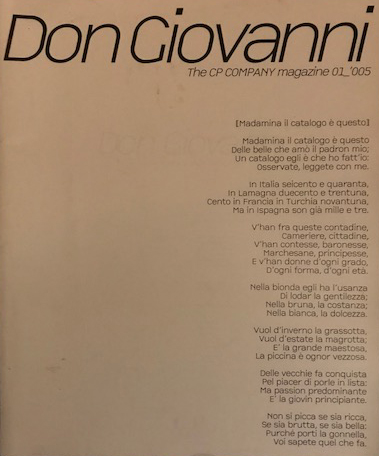 Don Giovanni
The CP COMPANY magazine 01_'005
[Madamina il catalogo è questo]
Madamina il catalogo è questo
Delle belle che amò il padron mio;
Un catalogo egli è che ho fatt'io:
Osservate, leggete con me.
In Italia seicento e quaranta,
In Lamagna duecento e trentuna,
Cento in Francia in Turchia novantuna,
Ma in Ispagna son già mille e tre.
V'han fra queste contadine,
Cameriere, cittadine,
V'han contesse, baronesse,
Marchesane, principesse,
E v'han donne d'ogni grado,
D'ogni forma, d'ogni età.
Nella bionda egli ha l'usanza
Di lodar la gentilezza;
Nella bruna, la costanza;
Nella bianca, la dolcezza.
Vuol d'inverno la grassotta,
Vuol d'estate la magrotta;
E' la grande maestosa,
La piccina è ognor vezzosa.
Delle vecchie fa conquista
Pel piacer di porle in lista:
Ma passion predominante
E' la giovin principiante.
Non si picca se sia ricca,
Se sia brutta, se sia bella;
Purché porti la gonnella,
Voi sapete quel che fa.